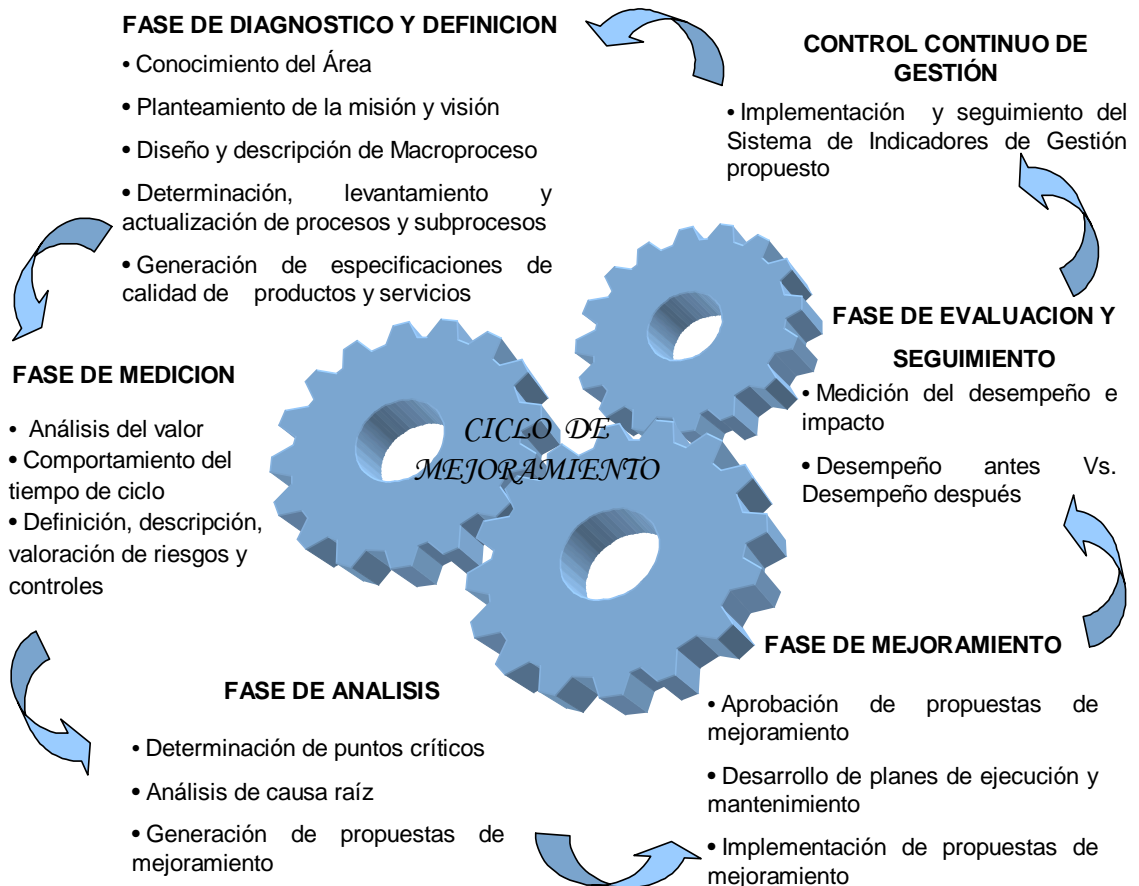 FASE DE DIAGNOSTICO Y DEFINICION
• Conocimiento del Área
• Planteamiento de la misión y visión
• Diseño y descripción de Macroproceso
• Determinación, levantamiento y
actualización de procesos y subprocesos
• Generación de especificaciones de
calidad de productos y servicios
FASE DE MEDICION
• Análisis del valor
• Comportamiento del
tiempo de ciclo
• Definición, descripción,
valoración de riesgos y
controles
FASE DE ANALISIS
• Determinación de puntos críticos
• Análisis de causa raíz
• Generación de propuestas de
mejoramiento
FASE DE MEJORAMIENTO
• Aprobación de propuestas de
mejoramiento
• Desarrollo de planes de ejecución y
mantenimiento
• Implementación de propuestas de
mejoramiento
FASE DE EVALUACION Y
SEGUIMIENTO
• Medición del desempeño e
impacto
• Desempeño antes Vs.
Desempeño después
CONTROL CONTINUO DE
GESTIÓN
• Implementación y seguimiento del
Sistema de Indicadores de Gestión
propuesto
CICLO DE
MEJORAMIENTO